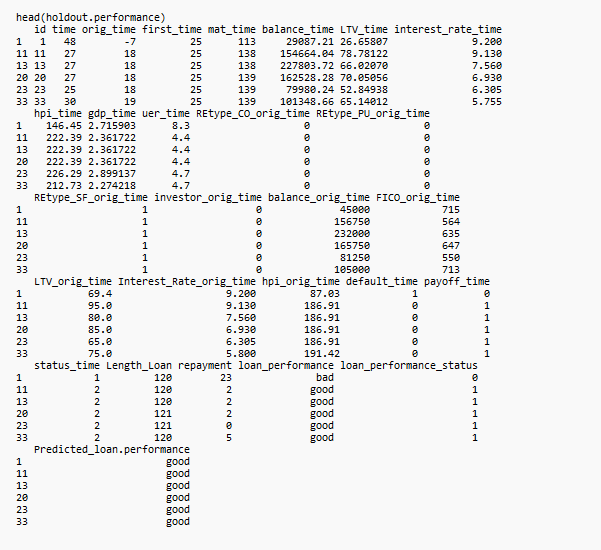 head(holdout.performance)
id time orig_time first_time mat_time balance_time LTV_time interest_rate_time
1 1 48 -7 25 113 29087.21 26.65807 9.200
11 11 27 18 25 138 154664.04 78.78122 9.130
13 13 27 18 25 138 227803.72 66.02070 7.560
20 20 27 18 25 139 162528.28 70.05056 6.930
23 23 25 18 25 139 79980.24 52.84938 6.305
33 33 30 19 25 139 101348.66 65.14012 5.755
hpi_time gdp_time uer_time REtype_CO_orig_time REtype_PU_orig_time
1 146.45 2.715903 8.3 0 0
11 222.39 2.361722 4.4 0 0
13 222.39 2.361722 4.4 0 0
20 222.39 2.361722 4.4 0 0
23 226.29 2.899137 4.7 0 0
33 212.73 2.274218 4.7 0 0
REtype_SF_orig_time investor_orig_time balance_orig_time FICO_orig_time
1 1 0 45000 715
11 1 0 156750 564
13 1 0 232000 635
20 1 0 165750 647
23 1 0 81250 550
33 1 0 105000 713
LTV_orig_time Interest_Rate_orig_time hpi_orig_time default_time payoff_time
1 69.4 9.200 87.03 1 0
11 95.0 9.130 186.91 0 1
13 80.0 7.560 186.91 0 1
20 85.0 6.930 186.91 0 1
23 65.0 6.305 186.91 0 1
33 75.0 5.800 191.42 0 1
status_time Length_Loan repayment loan_performance loan_performance_status
1 1 120 23 bad 0
11 2 120 2 good 1
13 2 120 2 good 1
20 2 121 2 good 1
23 2 121 0 good 1
33 2 120 5 good 1
Predicted_loan.performance
1 good
11 good
13 good
20 good
23 good
33 good